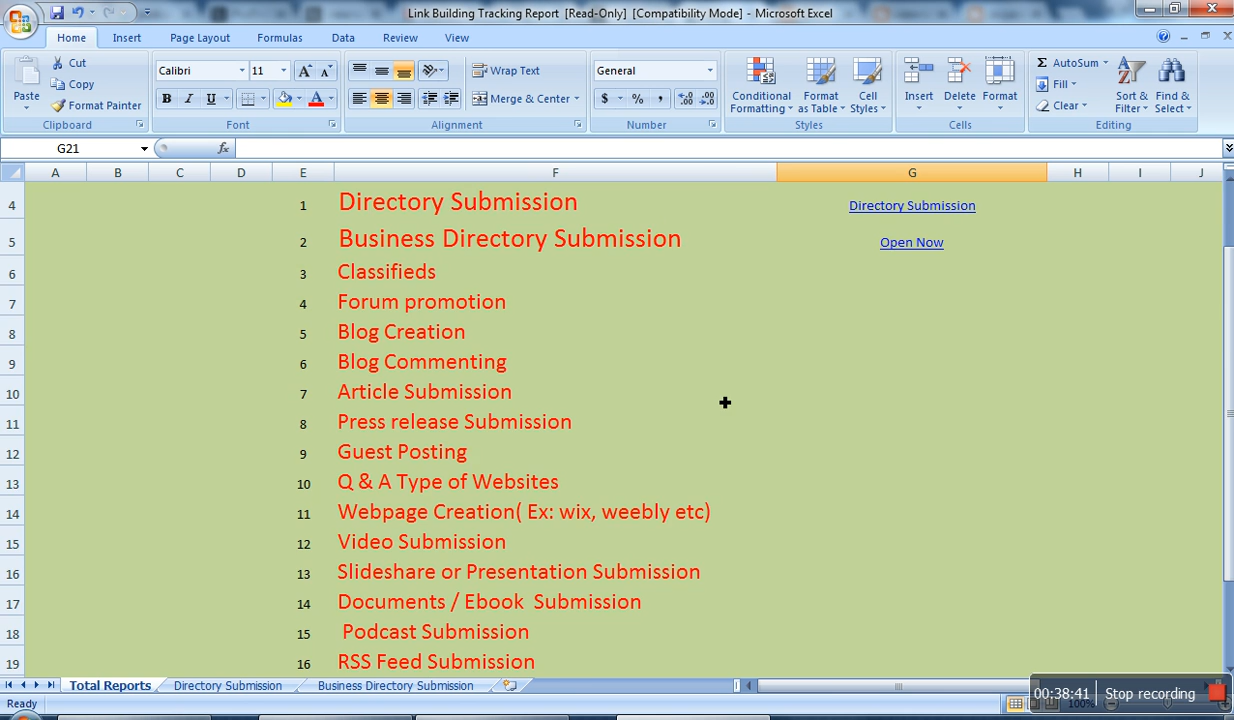 Link Building Tracking Report [Read-Only] [Compatibility Mode] - Microsoft Excel
Home Insert Page Layout Formulas Data Review View
Paste Cut Copy Format Painter Clipboard
Calibri 11 A A B I U A Font
Wrap Text Merge & Center Alignment
General $ % , .0 .00 .00 .0 Number
Conditional Formatting Format as Table Cell Styles Styles
Insert Delete Format Cells
Σ AutoSum Fill Clear Sort & Filter Find & Select Editing
G21 fx
A B C D E F G H I J
4 1 Directory Submission Directory Submission
5 2 Business Directory Submission Open Now
6 3 Classifieds
7 4 Forum promotion
8 5 Blog Creation
9 6 Blog Commenting
10 7 Article Submission
11 8 Press release Submission
12 9 Guest Posting
13 10 Q & A Type of Websites
14 11 Webpage Creation( Ex: wix, weebly etc)
15 12 Video Submission
16 13 Slideshare or Presentation Submission
17 14 Documents / Ebook  Submission
18 15 Podcast Submission
19 16 RSS Feed Submission
Total Reports Directory Submission Business Directory Submission
Ready 100%
00:38:41 Stop recording